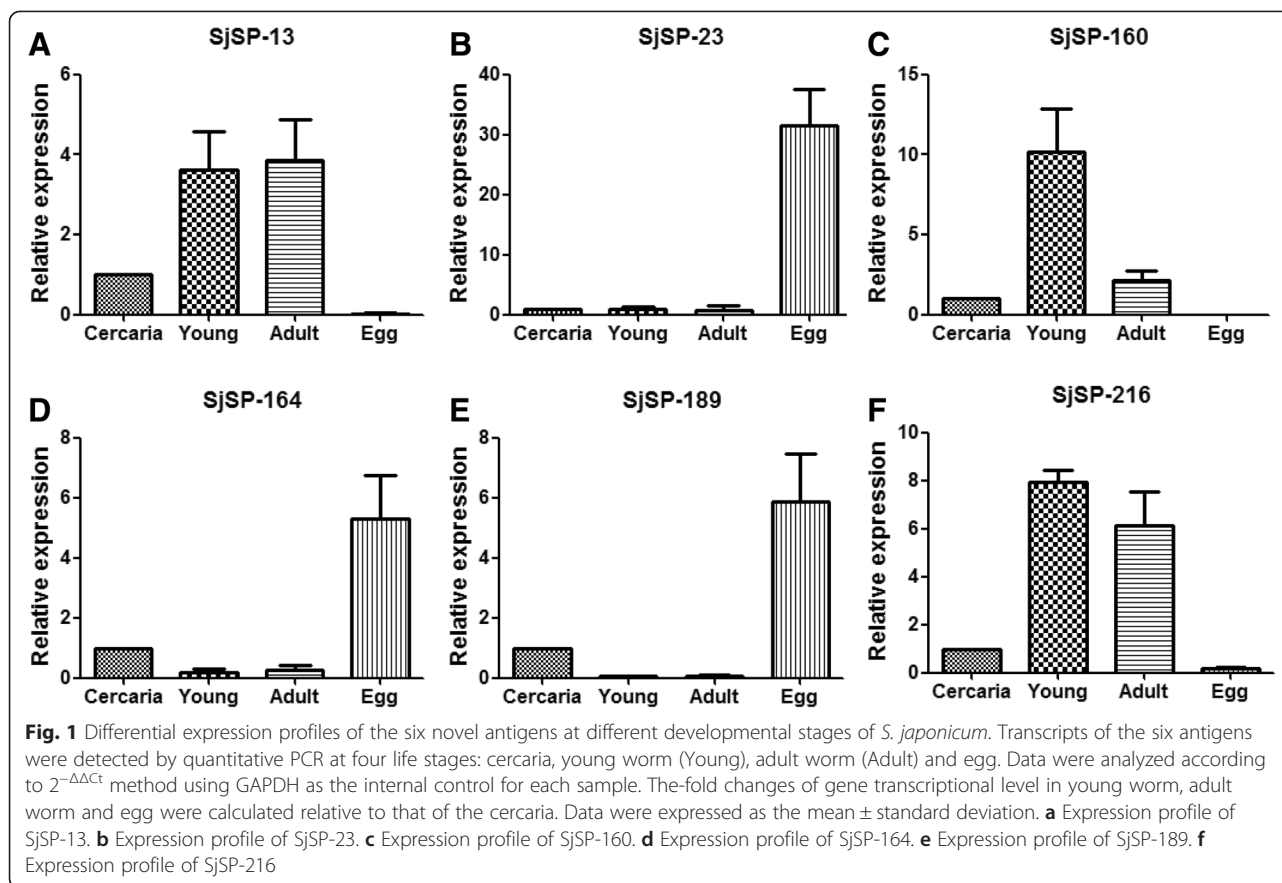 A
SjSP-13
Relative expression
6
4
2
0
Cercaria Young Adult Egg
B
SjSP-23
Relative expression
40
30
20
10
0
Cercaria Young Adult Egg
C
SjSP-160
Relative expression
15
10
5
0
Cercaria Young Adult Egg
D
SjSP-164
Relative expression
8
6
4
2
0
Cercaria Young Adult Egg
E
SjSP-189
Relative expression
8
6
4
2
0
Cercaria Young Adult Egg
F
SjSP-216
Relative expression
10
8
6
4
2
0
Cercaria Young Adult Egg
Fig. 1 Differential expression profiles of the six novel antigens at different developmental stages of S. japonicum. Transcripts of the six antigens
were detected by quantitative PCR at four life stages: cercaria, young worm (Young), adult worm (Adult) and egg. Data were analyzed according
to 2^−ΔΔCt method using GAPDH as the internal control for each sample. The-fold changes of gene transcriptional level in young worm, adult
worm and egg were calculated relative to that of the cercaria. Data were expressed as the mean ± standard deviation. a Expression profile of
SjSP-13. b Expression profile of SjSP-23. c Expression profile of SjSP-160. d Expression profile of SjSP-164. e Expression profile of SjSP-189. f
Expression profile of SjSP-216